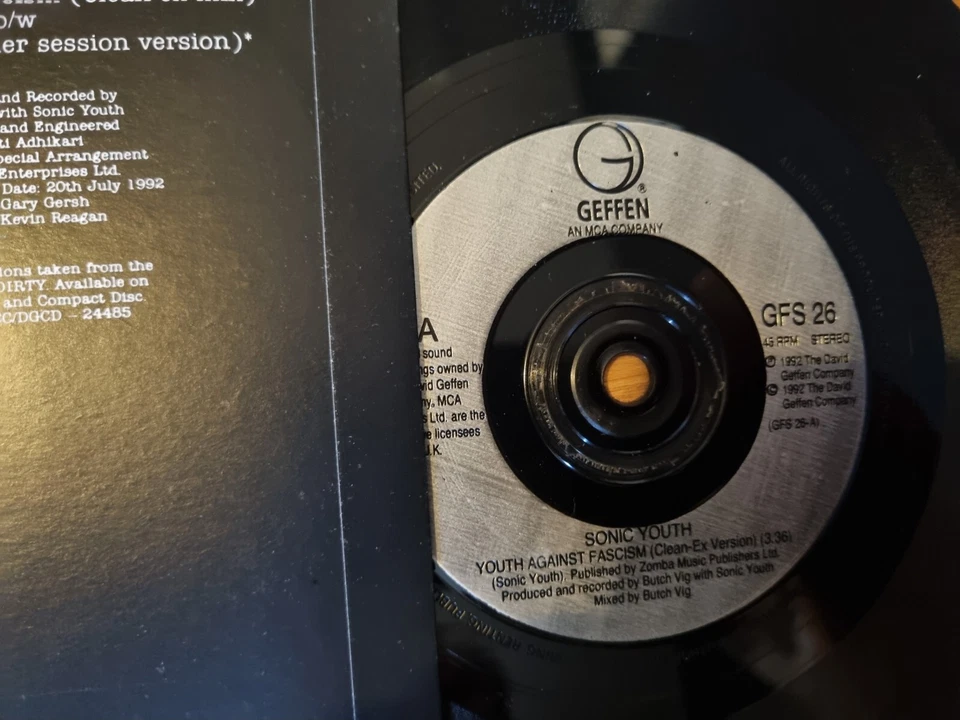 b/w
er session version)*
nd Recorded by
with Sonic Youth
and Engineered
ti Adhikari
pecial Arrangement
Enterprises Ltd.
Date: 20th July 1992
Gary Gersh
Kevin Reagan
ions taken from the
DIRTY. Available on
and Compact Disc.
C/DGCD - 24485
G
®
GEFFEN
AN MCA COMPANY
A
sound
ngs owned by
vid Geffen
ny, MCA
s Ltd. are the
e licensees
U.K.
GFS 26
45 RPM STEREO
℗ 1992 The David
Geffen Company
© 1992 The David
Geffen Company
(GFS 26-A)
SONIC YOUTH
YOUTH AGAINST FASCISM (Clean-Ex Version) (3.36)
(Sonic Youth). Published by Zomba Music Publishers Ltd.
Produced and recorded by Butch Vig with Sonic Youth
Mixed by Butch Vig